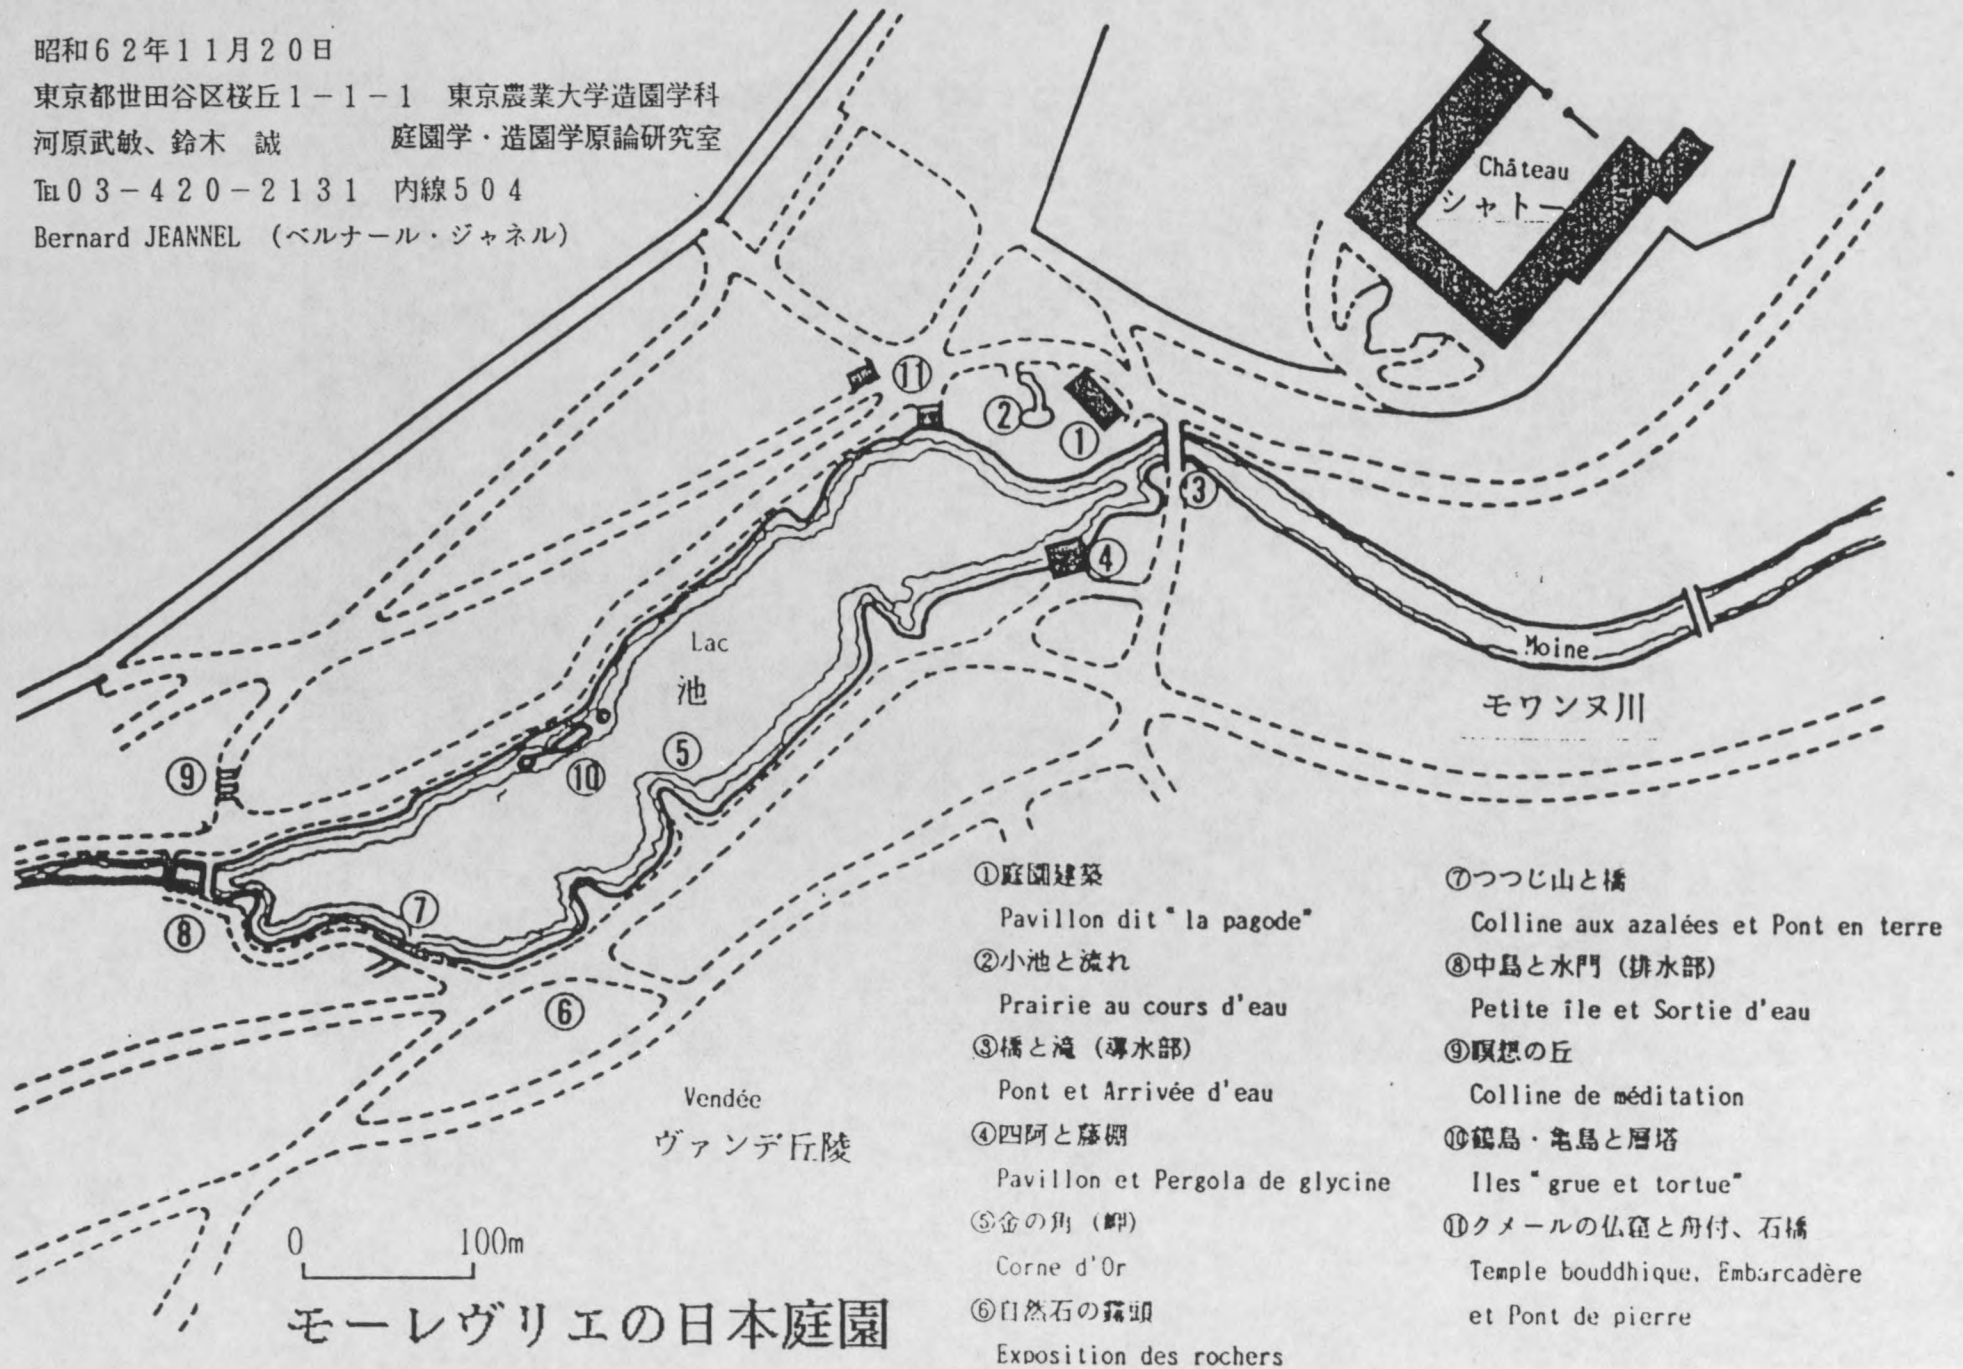 昭和62年11月20日
東京都世田谷区桜丘1-1-1 東京農業大学造園学科
河原武敏、鈴木 誠 庭園学・造園学原論研究室
℡03-420-2131 内線504
Bernard JEANNEL (ベルナール・ジャネル)
Château
シャトー
⑪
②
①
③
④
Lac
池
Moine
モワンヌ川
⑤
⑨
⑩
⑦
⑧
⑥
Vendée
ヴァンデ丘陵
0 100m
モーレヴリエの日本庭園
①庭園建築
Pavillon dit "la pagode"
②小池と流れ
Prairie au cours d'eau
③橋と滝(導水部)
Pont et Arrivée d'eau
④四阿と藤棚
Pavillon et Pergola de glycine
⑤金の角(岬)
Corne d'Or
⑥自然石の露頭
Exposition des rochers
⑦つつじ山と橋
Colline aux azalées et Pont en terre
⑧中島と水門(排水部)
Petite île et Sortie d'eau
⑨瞑想の丘
Colline de méditation
⑩鶴島・亀島と層塔
Iles "grue et tortue"
⑪クメールの仏窟と舟付、石橋
Temple bouddhique, Embarcadère
et Pont de pierre